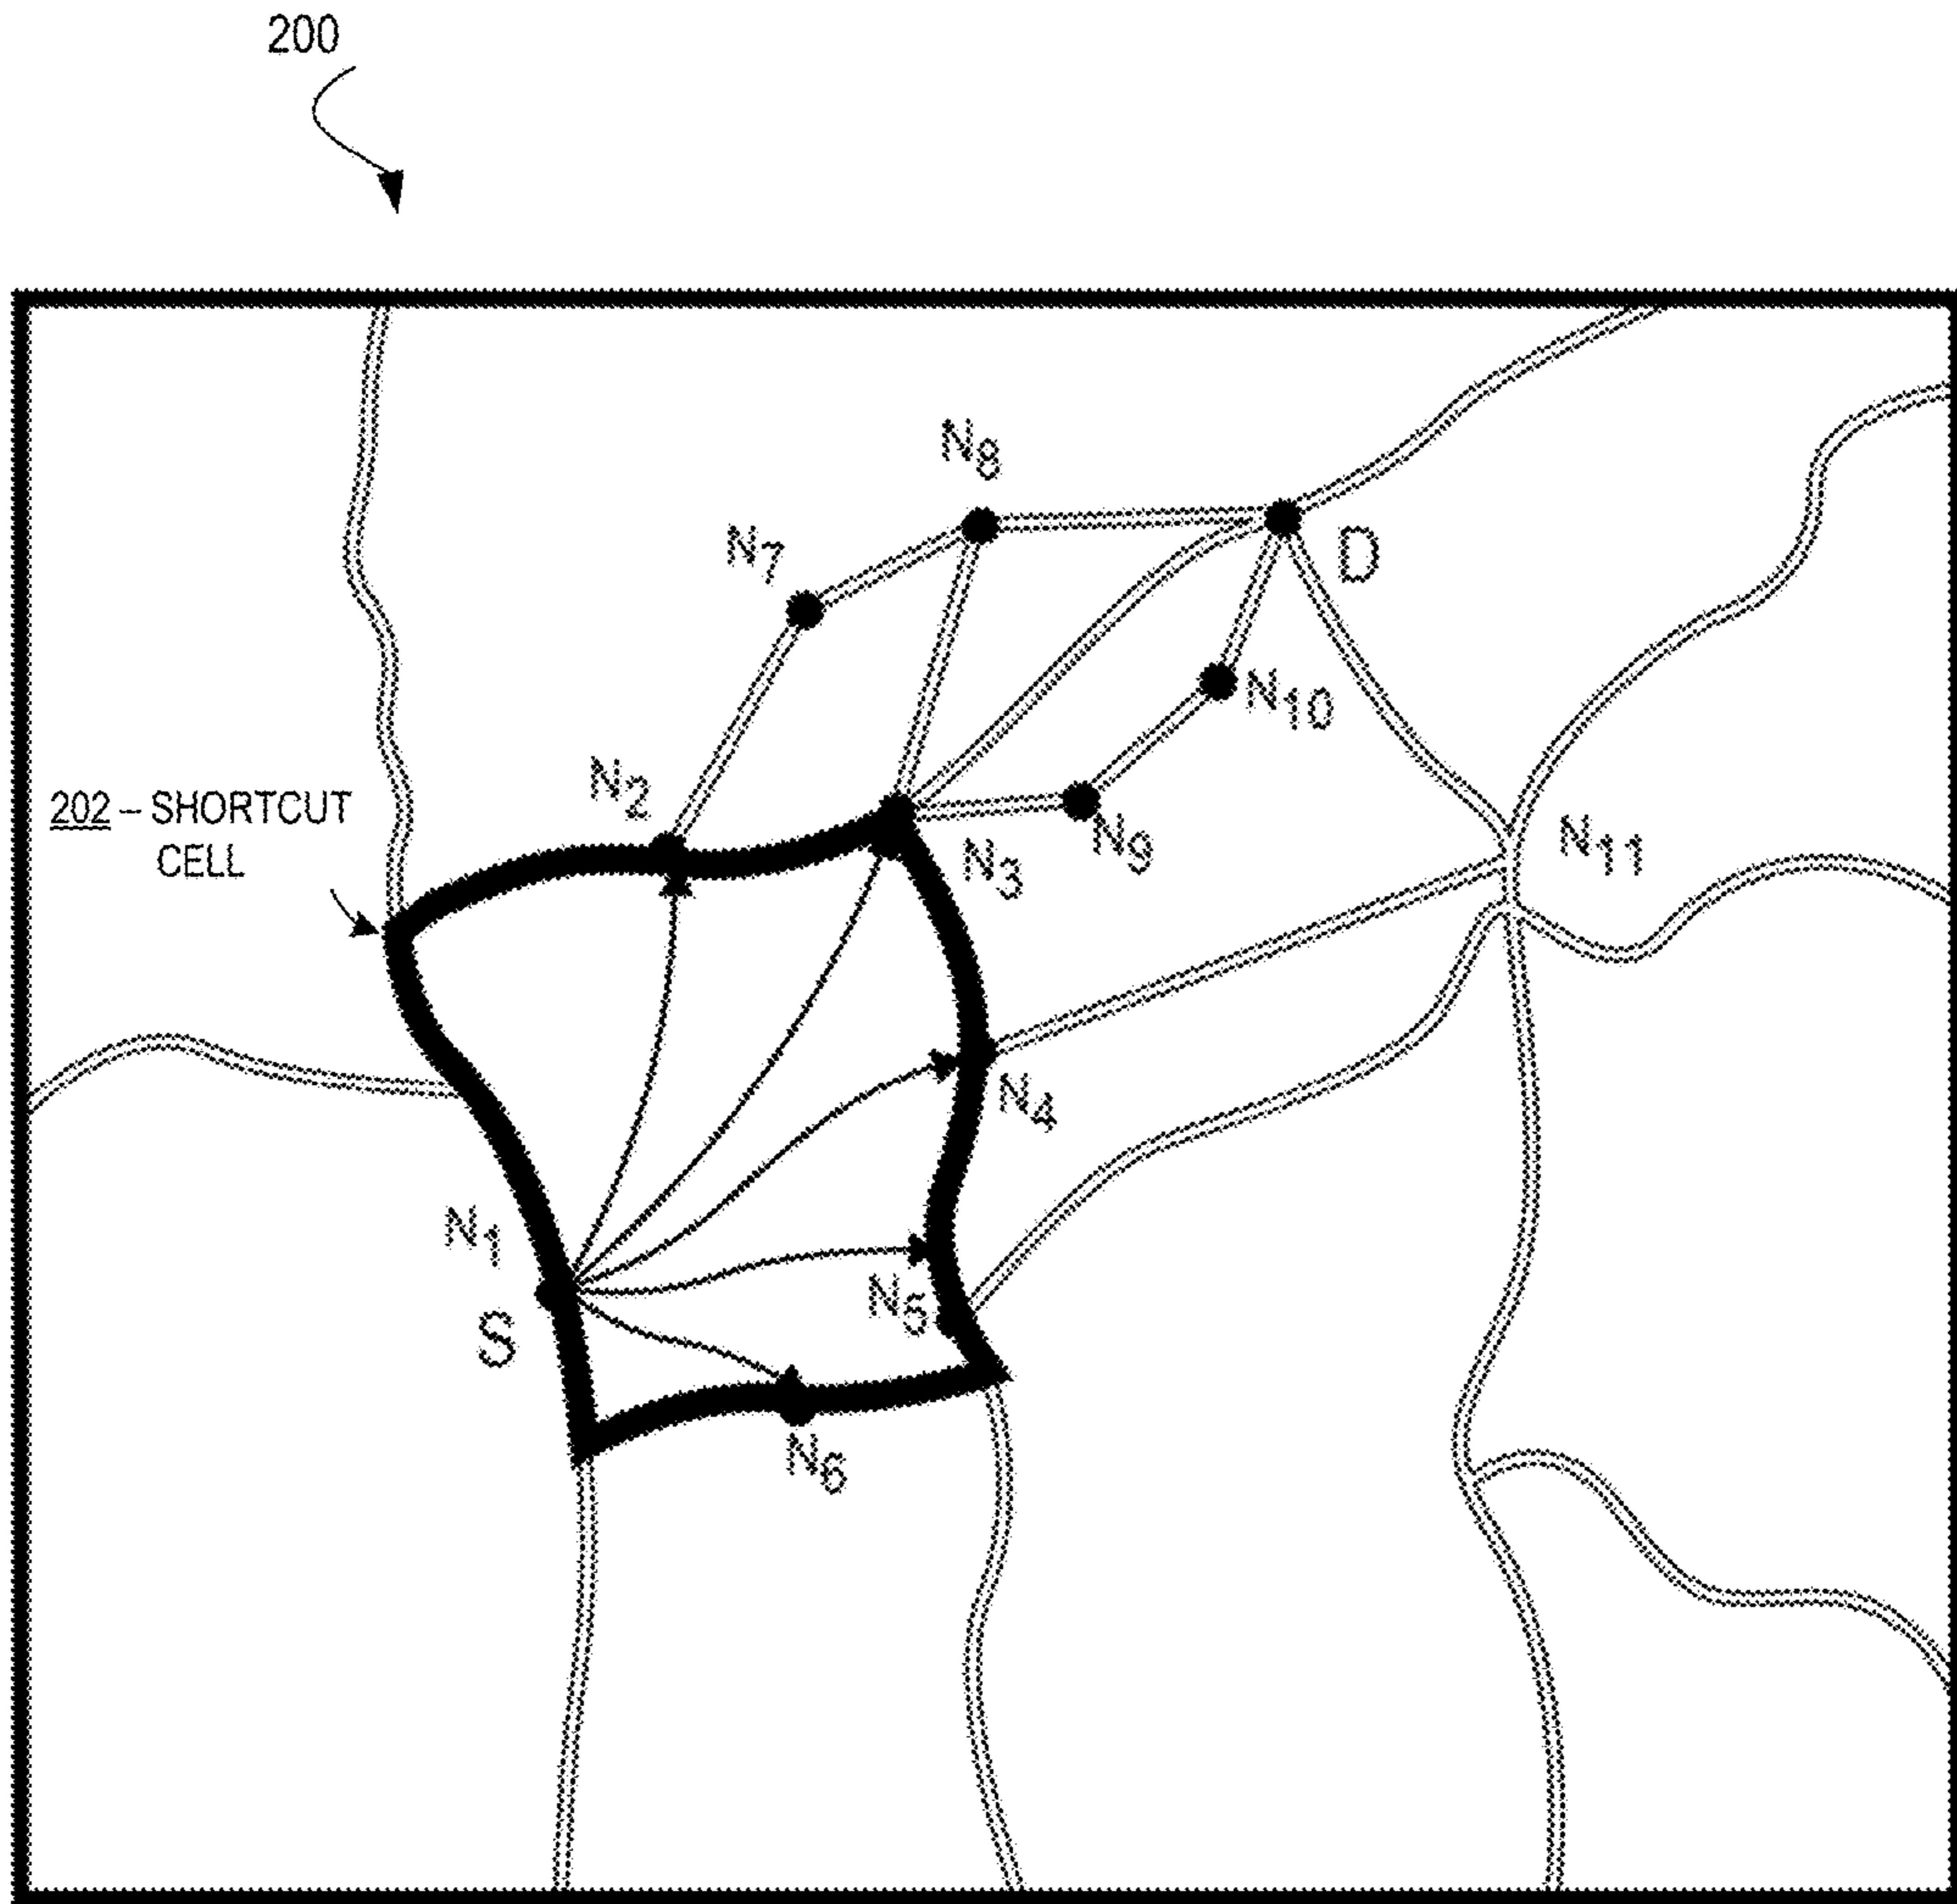 200
N8
N7
D
N10
N2
202 – SHORTCUT
CELL
N11
N9
N3
N4
N1
N5
S
N6